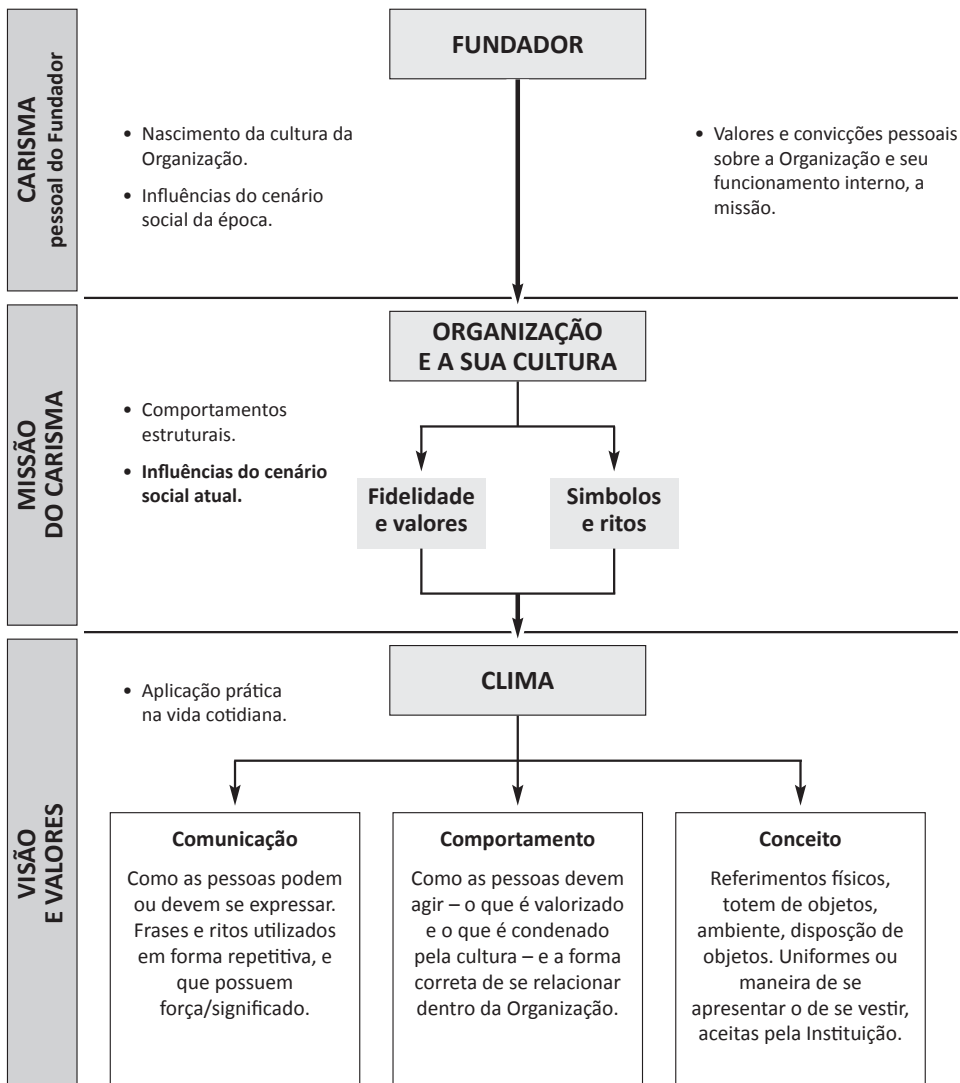 CARISMA
pessoal do Fundador
FUNDADOR
• Nascimento da cultura da
Organização.
• Influências do cenário
social da época.
• Valores e convicções pessoais
sobre a Organização e seu
funcionamento interno, a
missão.
MISSÃO
DO CARISMA
ORGANIZAÇÃO
E A SUA CULTURA
• Comportamentos
estruturais.
• Influências do cenário
social atual.
Fidelidade
e valores
Simbolos
e ritos
VISÃO
E VALORES
CLIMA
• Aplicação prática
na vida cotidiana.
Comunicação
Como as pessoas podem
ou devem se expressar.
Frases e ritos utilizados
em forma repetitiva, e
que possuem
força/significado.
Comportamento
Como as pessoas devem
agir – o que é valorizado
e o que é condenado
pela cultura – e a forma
correta de se relacionar
dentro da Organização.
Conceito
Referimentos físicos,
totem de objetos,
ambiente, dispoşção de
objetos. Uniformes ou
maneira de se
apresentar o de se vestir,
aceitas pela Instituição.